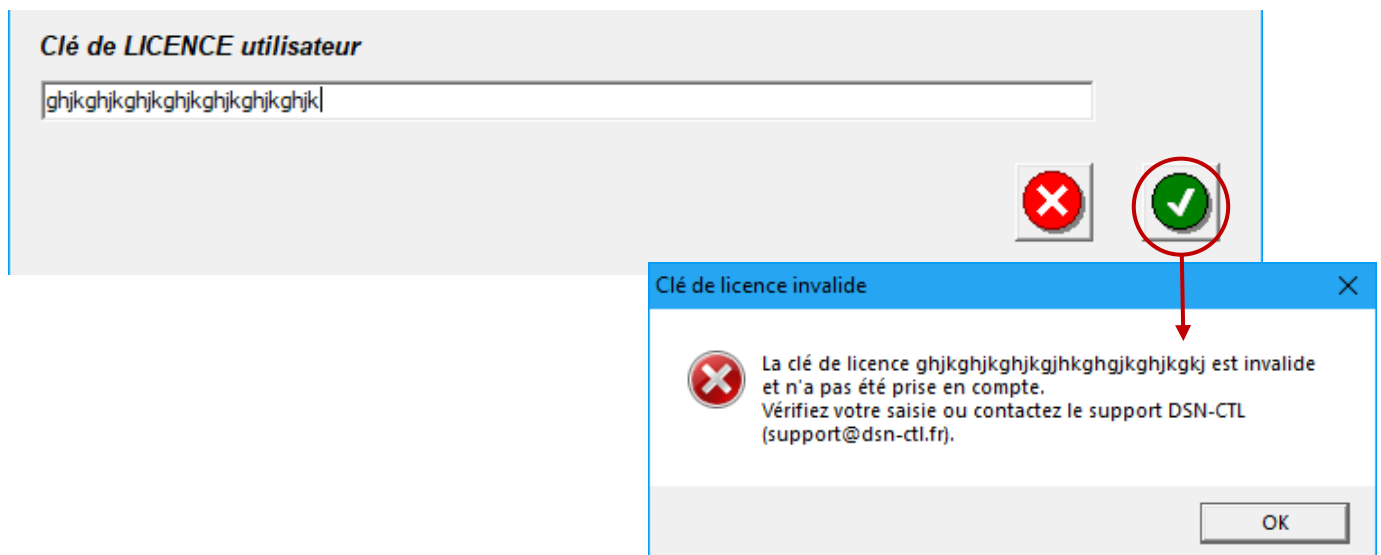 Clé de LICENCE utilisateur
ghjkghjkghjkghjkghjkghjkghjk
Clé de licence invalide
La clé de licence ghjkghjkghjkgjhkghgjkghjkgkj est invalide
et n'a pas été prise en compte.
Vérifiez votre saisie ou contactez le support DSN-CTL
(support@dsn-ctl.fr).
OK